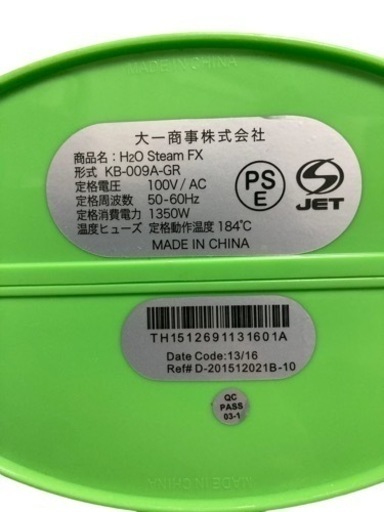 MADE IN CHINA
大一商事株式会社
商品名：H2O Steam FX
形式 KB-009A-GR
定格電圧 100V/AC
定格周波数 50-60Hz
定格消費電力 1350W
温度ヒューズ 定格動作温度 184℃
MADE IN CHINA
PS
E
JET
TH1512691131601A
Date Code:13/16
Ref# D-201512021B-10
QC
PASS
03-1
MADE IN CHINA